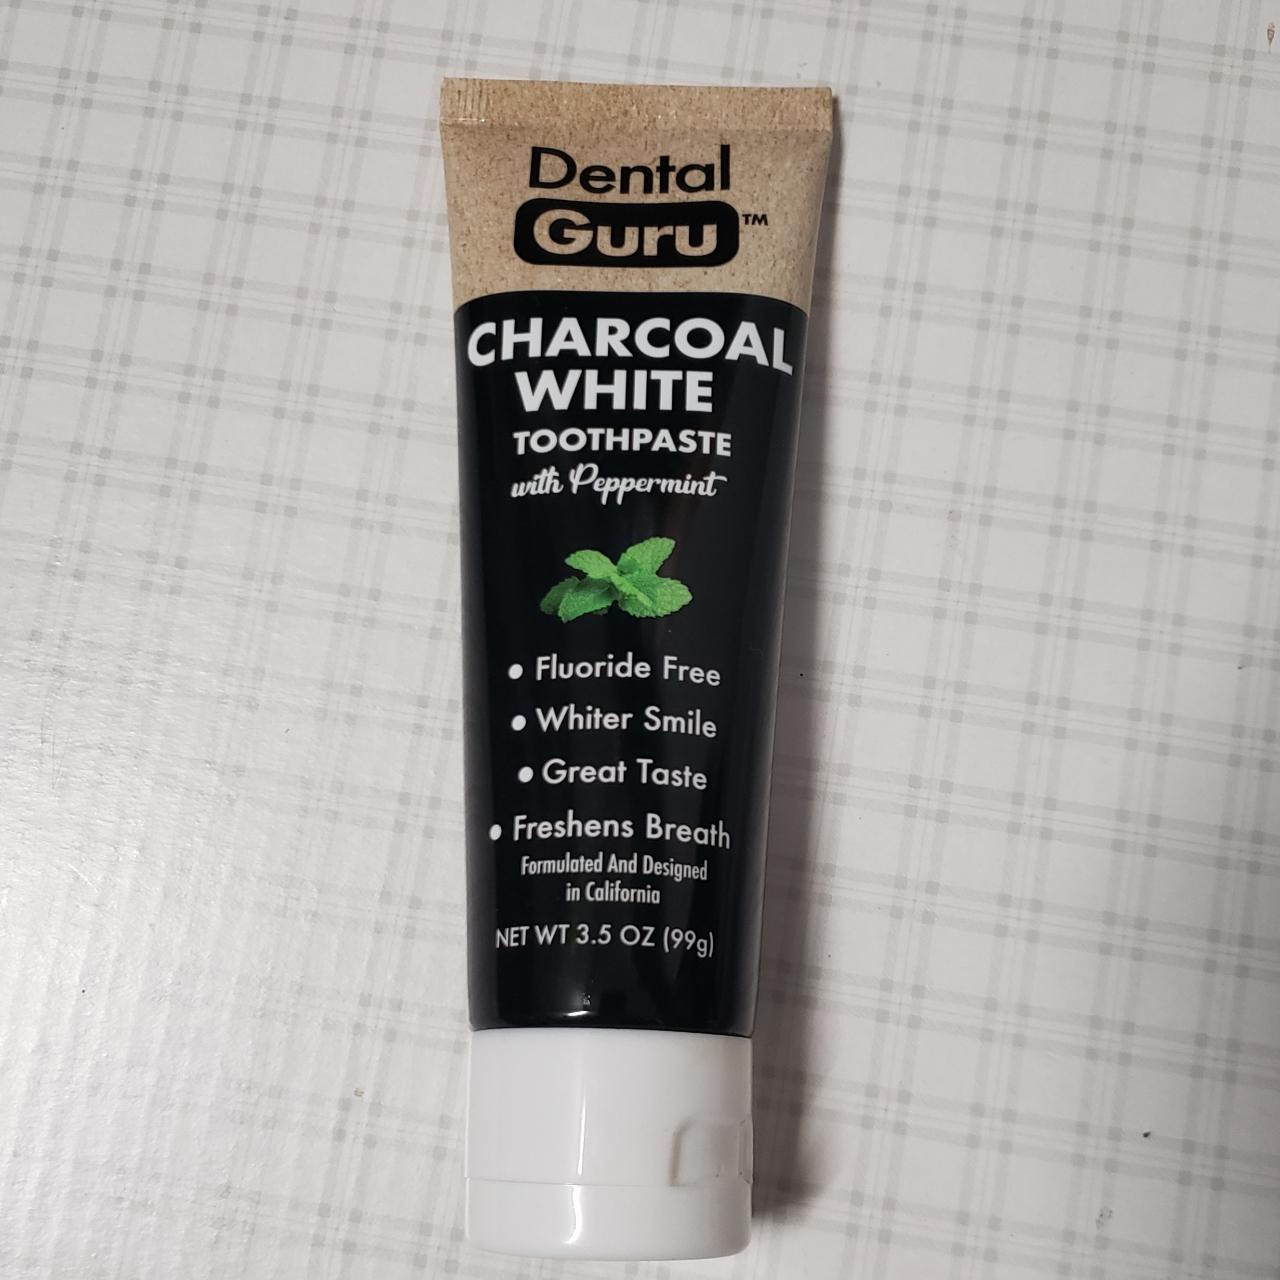 Dental
Guru™
CHARCOAL
WHITE
TOOTHPASTE
with Peppermint
• Fluoride Free
• Whiter Smile
• Great Taste
• Freshens Breath
Formulated And Designed
in California
NET WT 3.5 OZ (99g)